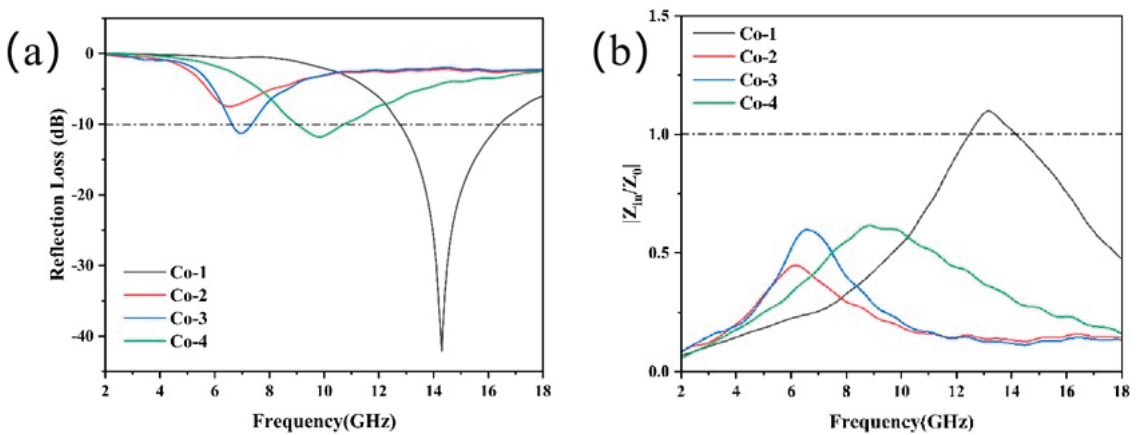 (a)
0
-10
-20
-30
-40
Reflection Loss (dB)
Co-1
Co-2
Co-3
Co-4
2 4 6 8 10 12 14 16 18
Frequency(GHz)
(b)
1.5
1.0
0.5
0.0
|Zin/Z0|
Co-1
Co-2
Co-3
Co-4
2 4 6 8 10 12 14 16 18
Frequency(GHz)